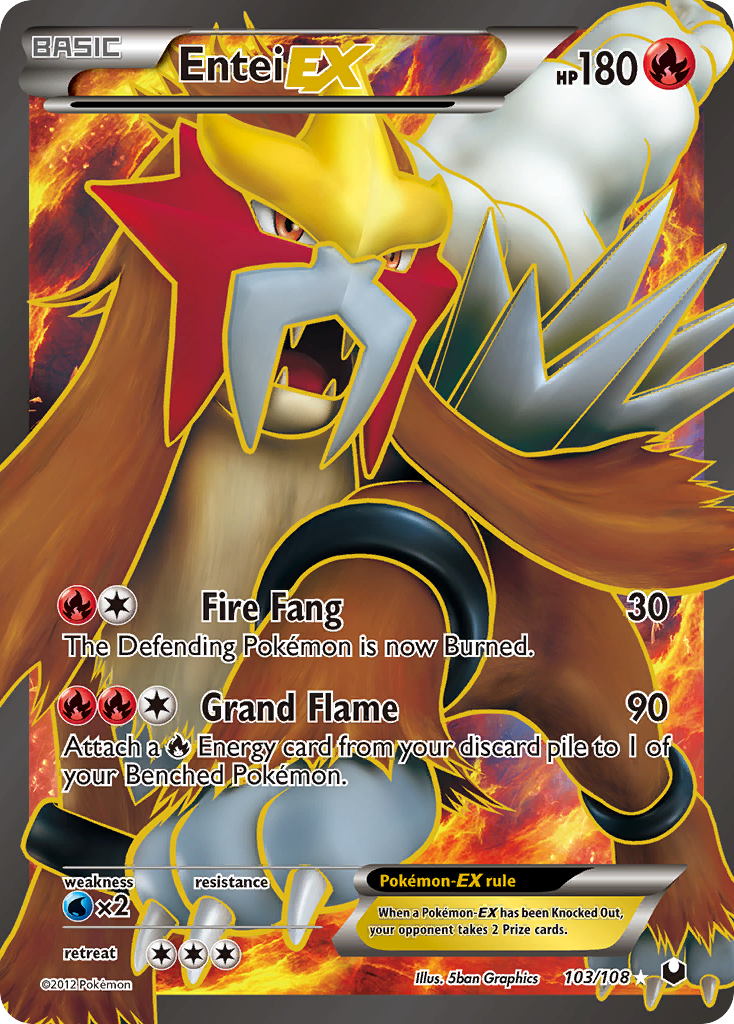 BASIC
Entei EX
HP 180
Fire Fang 30
The Defending Pokémon is now Burned.
Grand Flame 90
Attach a Energy card from your discard pile to 1 of
your Benched Pokémon.
weakness resistance
×2
Pokémon-EX rule
When a Pokémon-EX has been Knocked Out,
your opponent takes 2 Prize cards.
retreat
©2012 Pokémon
Illus. 5ban Graphics 103/108